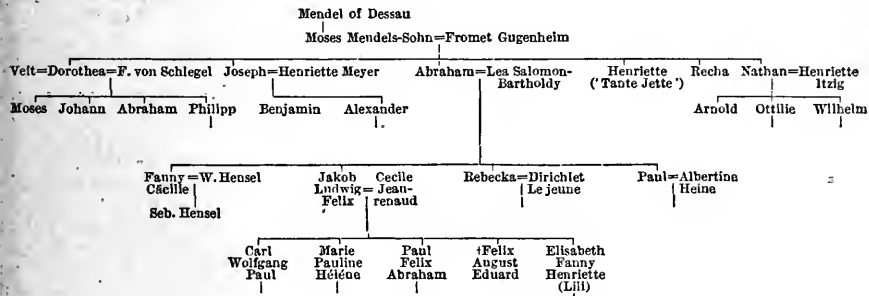 Mendel of Dessau
Moses Mendels-Sohn=Fromet Gugenheim
Veit=Dorothea=F. von Schlegel Joseph=Henriette Meyer Abraham=Lea Salomon- Henriette Recha Nathan=Henriette
Bartholdy ('Tante Jette') Itzig
Moses Johann Abraham Philipp Benjamin Alexander Arnold Ottilie Wilhelm
Fanny=W. Hensel Jakob Cecile Rebecka=Dirichlet Paul=Albertine
Cäcilie Ludwig=Jean- Lejeune Heine
Seb. Hensel Felix renaud
Carl Marie Paul †Felix Elisabeth
Wolfgang Pauline Felix August Fanny
Paul Hélène Abraham Eduard Henriette
(Lili)